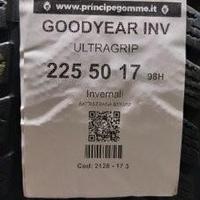 www.principegomme.it
GOODYEAR INV
ULTRAGRIP
225 50 17 98H
Invernali
Cod: 2128 - 17 3